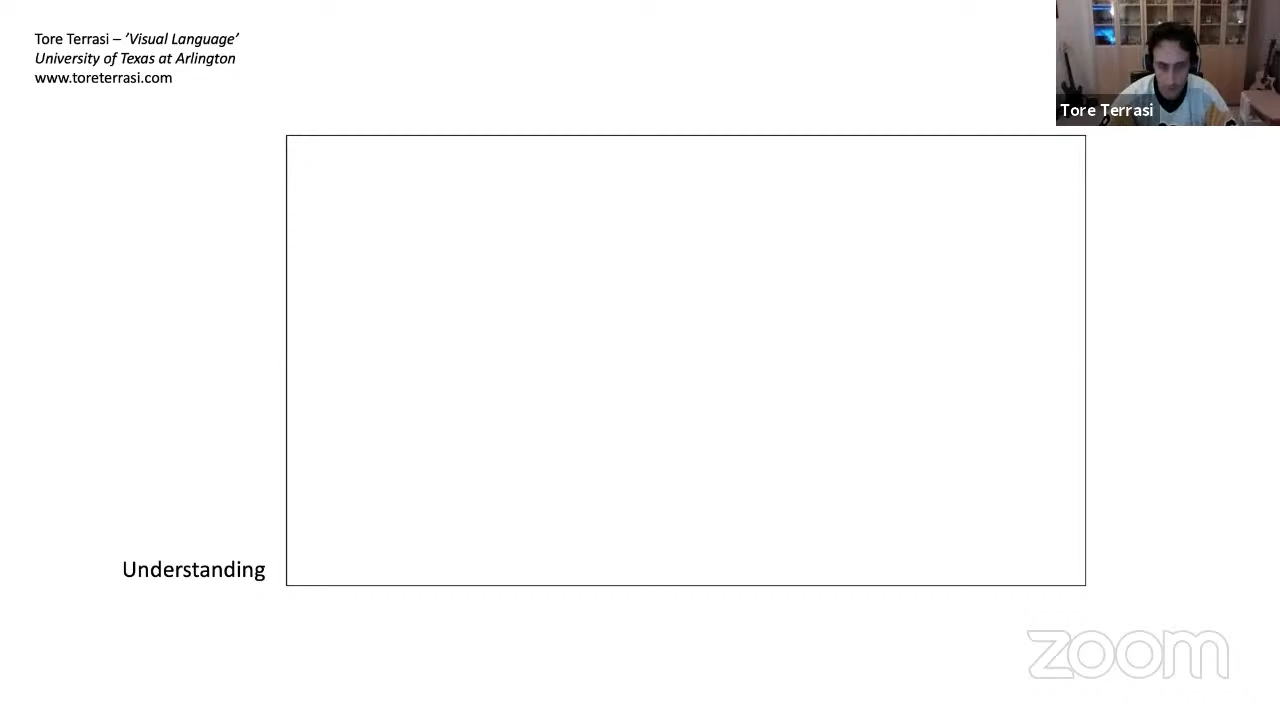 Tore Terrasi – ’Visual Language’
University of Texas at Arlington
www.toreterrasi.com
Tore Terrasi
Understanding
zoom